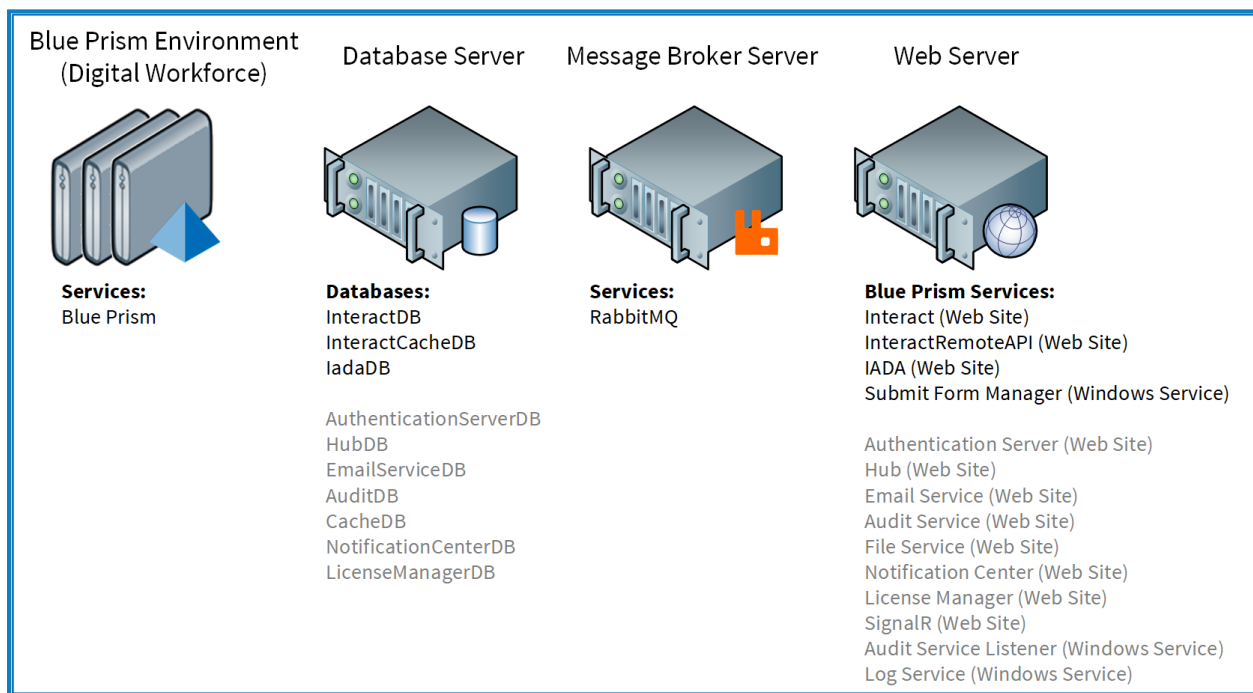 Blue Prism Environment
(Digital Workforce)
Services:
Blue Prism
Database Server
Databases:
InteractDB
InteractCacheDB
IadaDB
AuthenticationServerDB
HubDB
EmailServiceDB
AuditDB
CacheDB
NotificationCenterDB
LicenseManagerDB
Message Broker Server
Services:
RabbitMQ
Web Server
Blue Prism Services:
Interact (Web Site)
InteractRemoteAPI (Web Site)
IADA (Web Site)
Submit Form Manager (Windows Service)
Authentication Server (Web Site)
Hub (Web Site)
Email Service (Web Site)
Audit Service (Web Site)
File Service (Web Site)
Notification Center (Web Site)
License Manager (Web Site)
SignalR (Web Site)
Audit Service Listener (Windows Service)
Log Service (Windows Service)